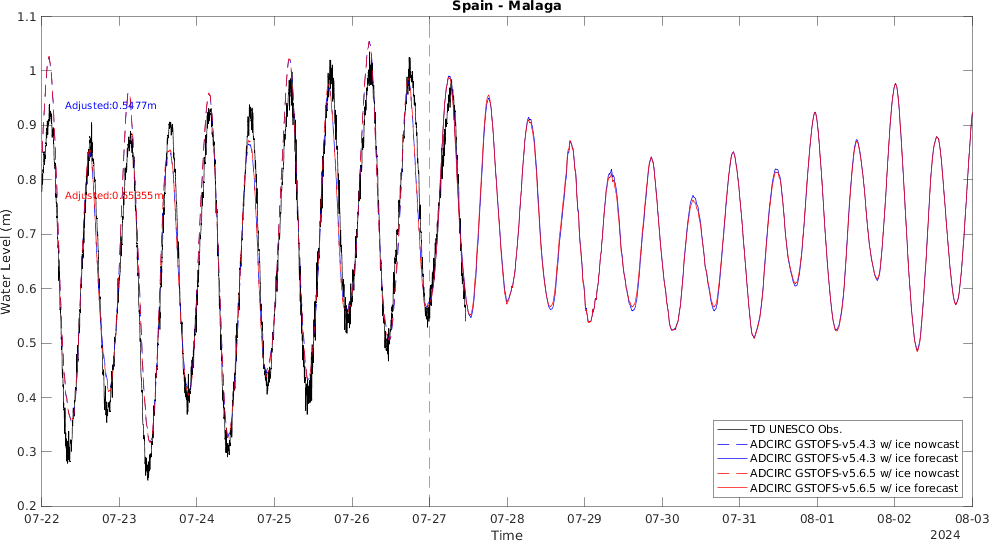 Spain - Malaga
1.1
1
0.9
0.8
0.7
0.6
0.5
0.4
0.3
0.2
Water Level (m)
Adjusted:0.5477m
Adjusted:0.65355m
TD UNESCO Obs.
ADCIRC GSTOFS-v5.4.3 w/ ice nowcast
ADCIRC GSTOFS-v5.4.3 w/ ice forecast
ADCIRC GSTOFS-v5.6.5 w/ ice nowcast
ADCIRC GSTOFS-v5.6.5 w/ ice forecast
07-22 07-23 07-24 07-25 07-26 07-27 07-28 07-29 07-30 07-31 08-01 08-02 08-03
Time
2024